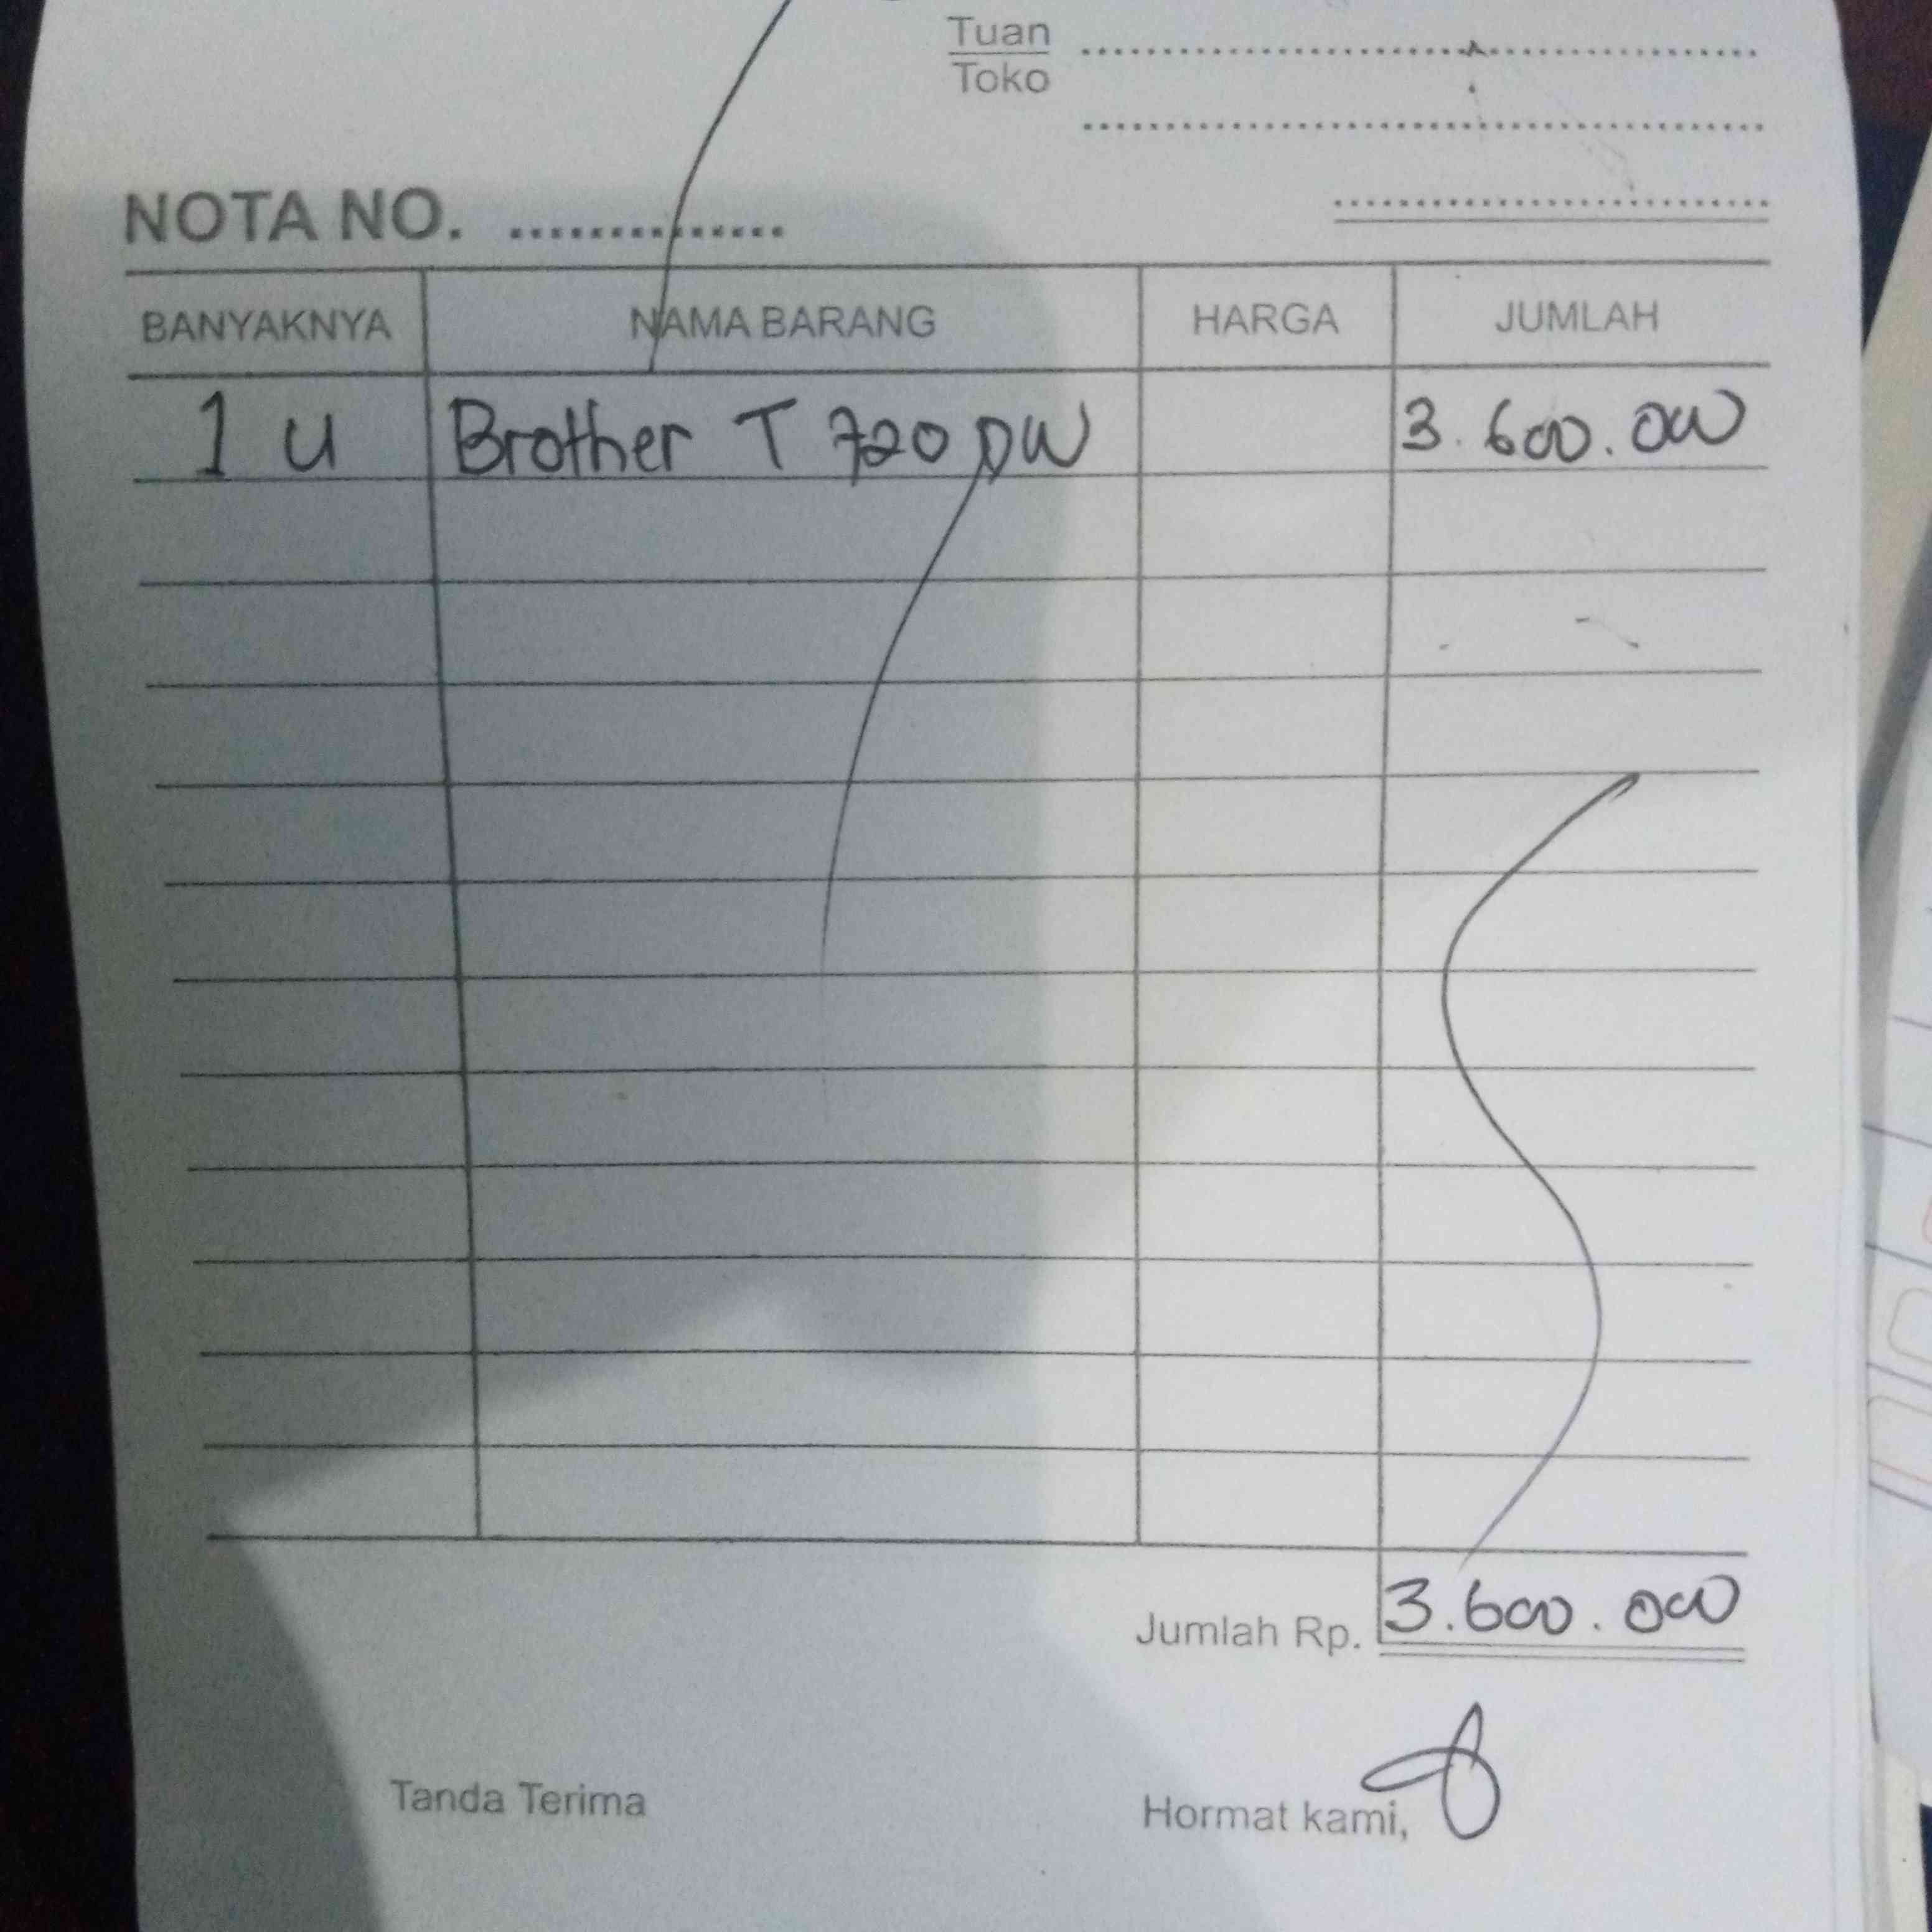 Tuan
Toko
NOTA NO. ..............
BANYAKNYA NAMA BARANG HARGA JUMLAH
1 u Brother T 720 DW 3.600.000
Jumlah Rp. 3.600.000
Tanda Terima Hormat kami,